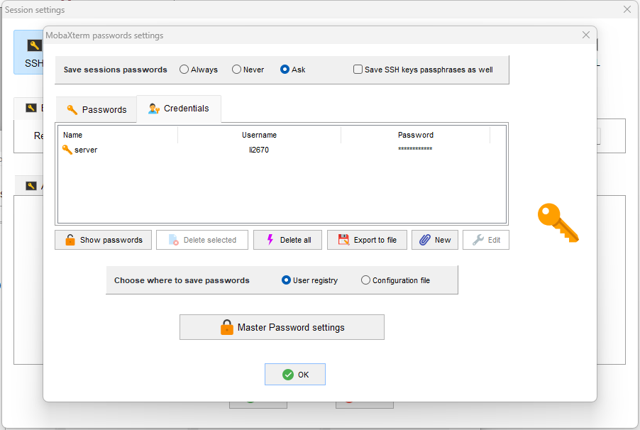 Session settings
MobaXterm passwords settings
SSH
Save sessions passwords Always Never Ask Save SSH keys passphrases as well
Passwords Credentials
Name Username Password
server li2670 ************
Show passwords Delete selected Delete all Export to file New Edit
Choose where to save passwords User registry Configuration file
Master Password settings
OK